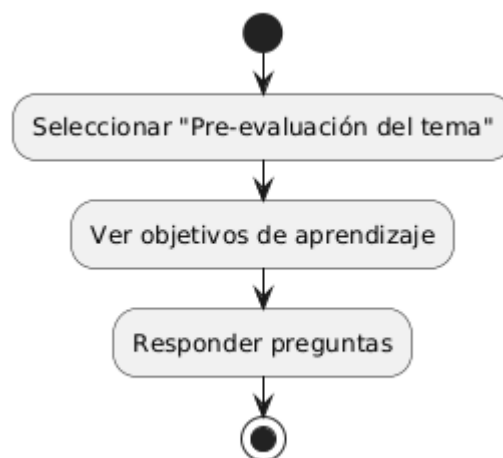 Seleccionar "Pre-evaluación del tema"
Ver objetivos de aprendizaje
Responder preguntas